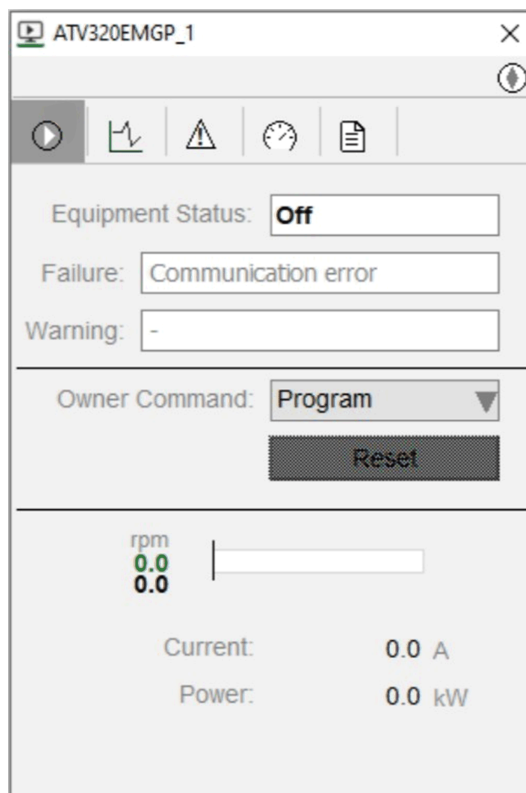 ATV320EMGP_1
Equipment Status: Off
Failure: Communication error
Warning: -
Owner Command: Program
Reset
rpm
0.0
0.0
Current: 0.0 A
Power: 0.0 kW